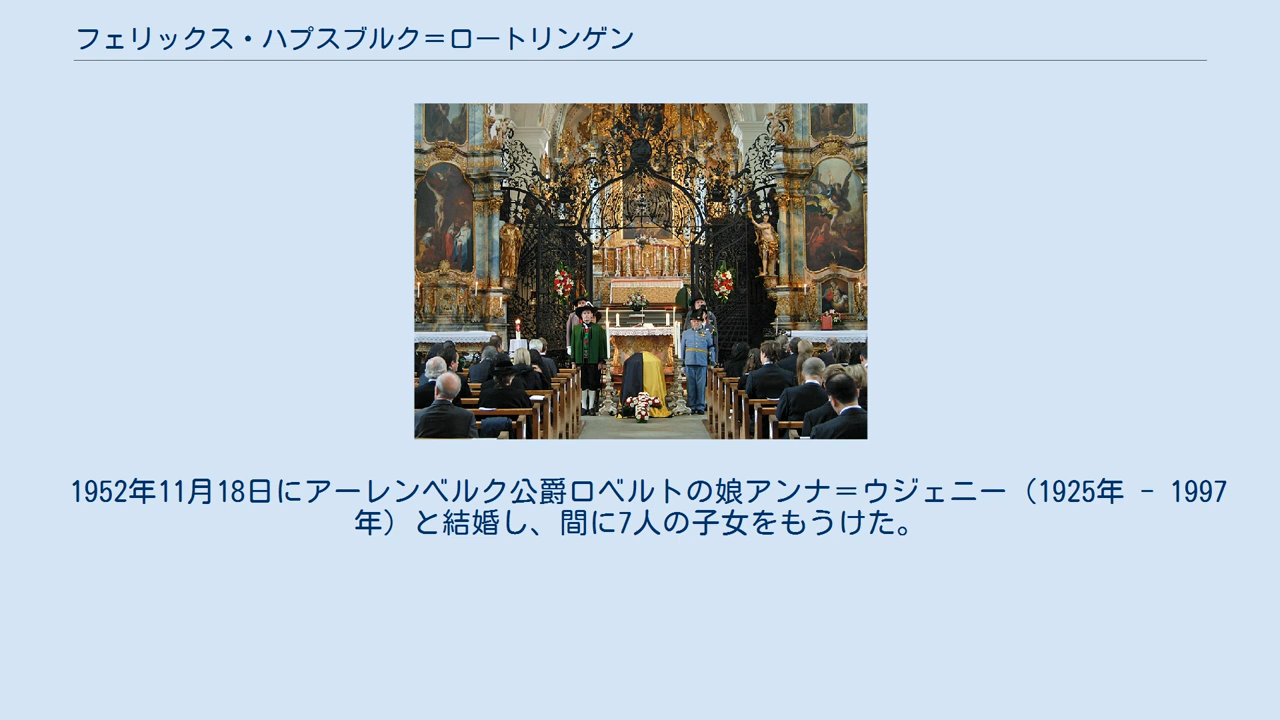 フェリックス・ハプスブルク＝ロートリンゲン
1952年11月18日にアーレンベルク公爵ロベルトの娘アンナ＝ウジェニー（1925年 - 1997
年）と結婚し、間に7人の子女をもうけた。